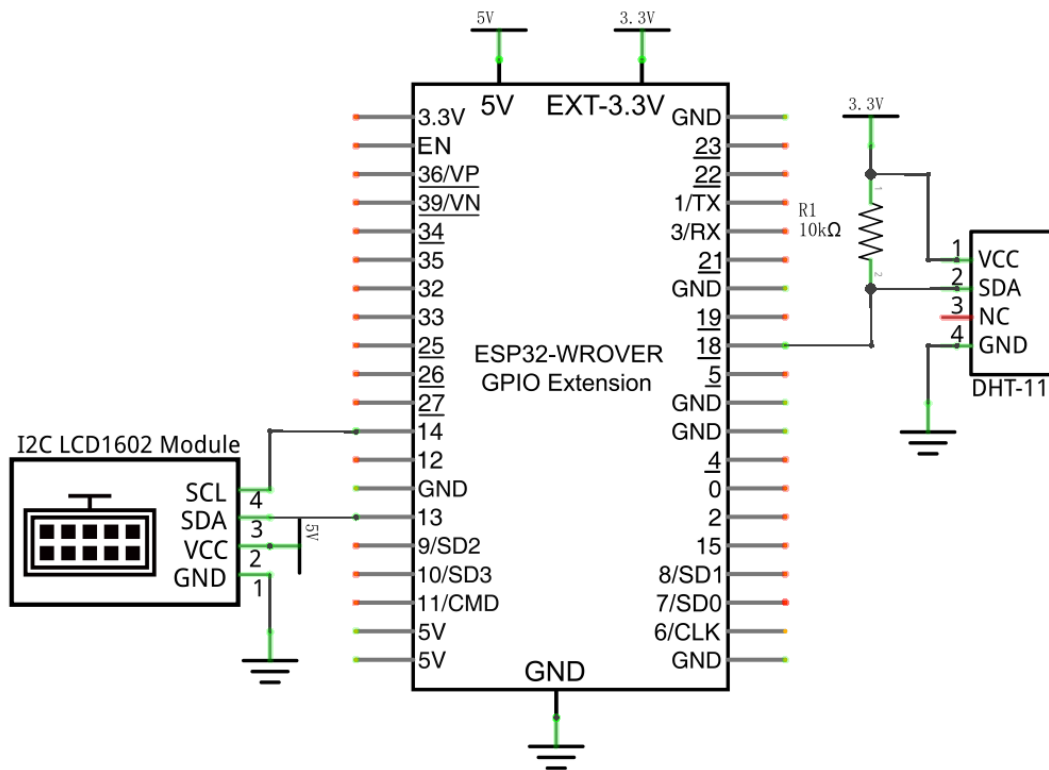 5V
3.3V
5V
EXT-3.3V
3.3V
EN
36/VP
39/VN
34
35
32
33
25
26
27
14
12
GND
13
9/SD2
10/SD3
11/CMD
5V
5V
ESP32-WROVER
GPIO Extension
GND
GND
23
22
1/TX
3/RX
21
GND
19
18
5
GND
GND
4
0
2
15
8/SD1
7/SD0
6/CLK
GND
I2C LCD1602 Module
SCL 4
SDA 3
VCC 2
GND 1
5V
3.3V
R1
10kΩ
1
2
1 VCC
2 SDA
3 NC
4 GND
DHT-11